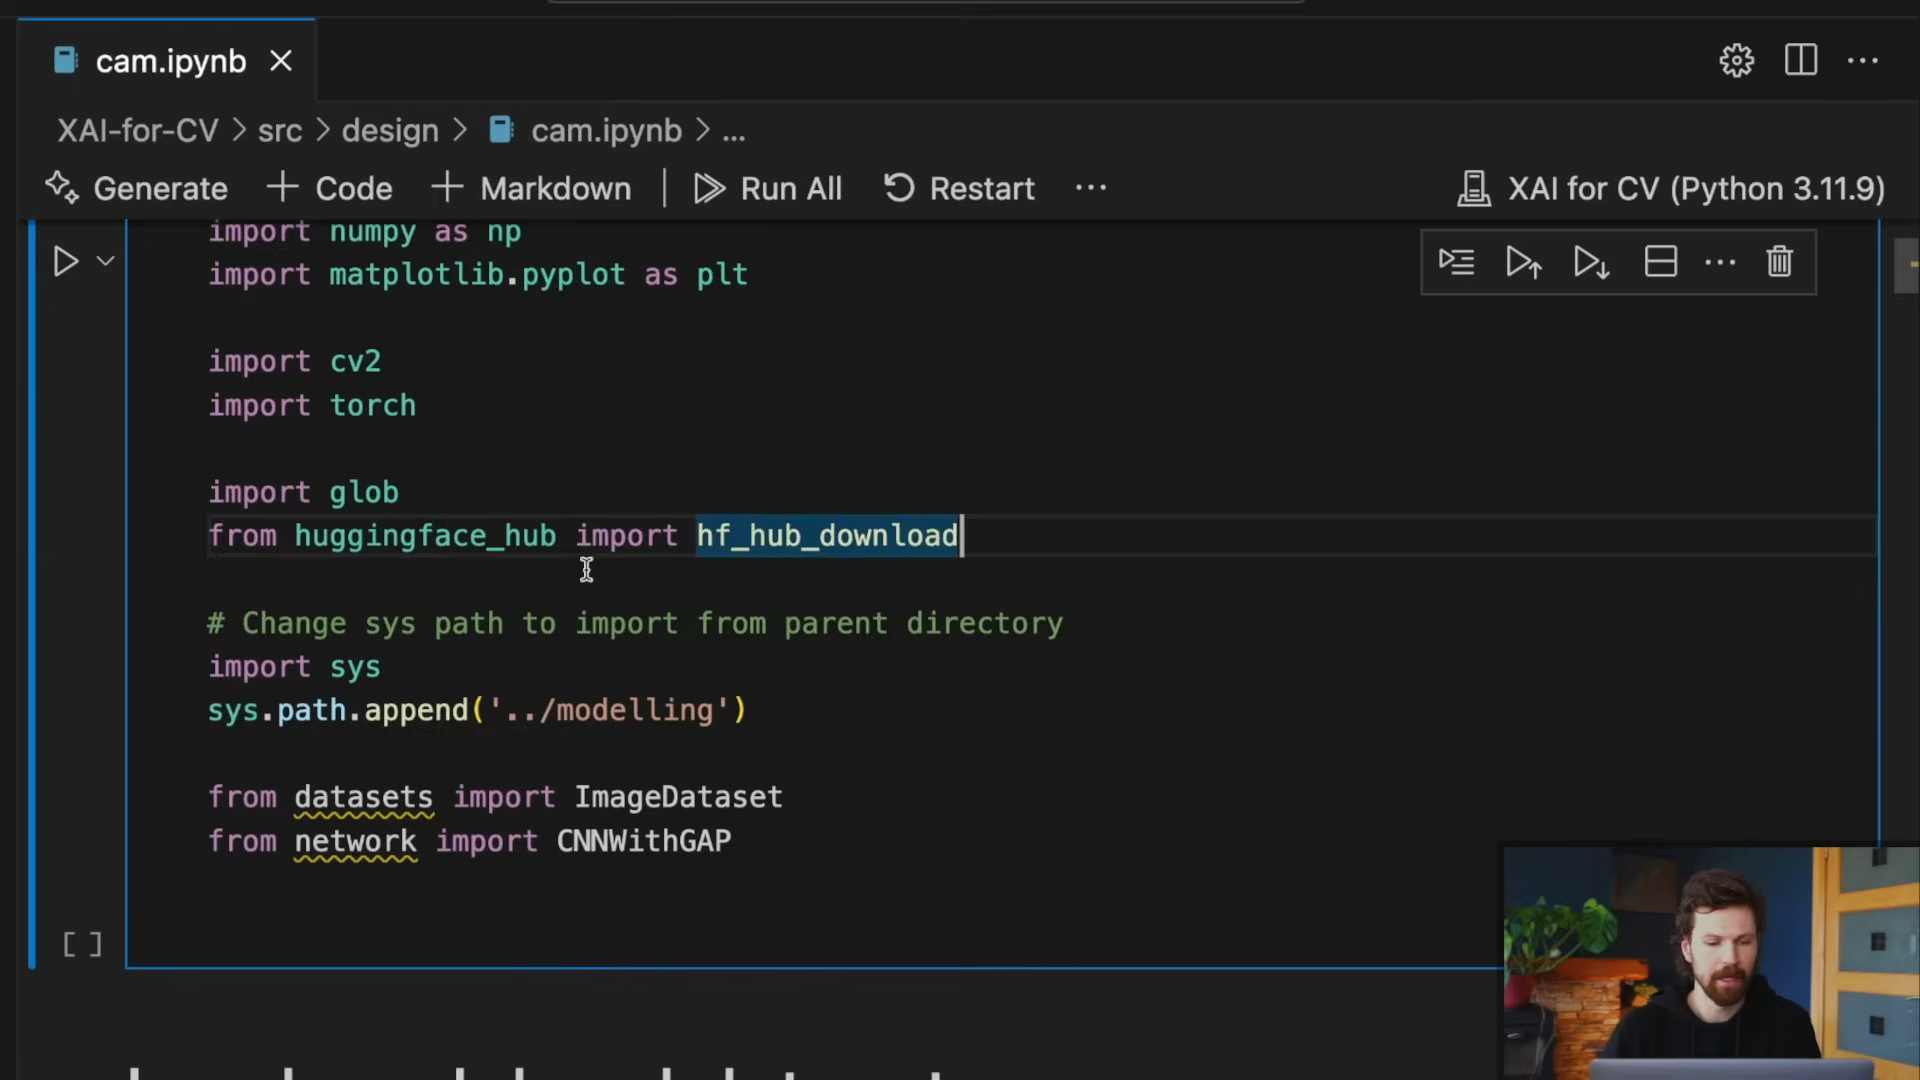 cam.ipynb
XAI-for-CV > src > design > cam.ipynb > ...
Generate + Code + Markdown | Run All Restart ... XAI for CV (Python 3.11.9)
import numpy as np
import matplotlib.pyplot as plt
import cv2
import torch
import glob
from huggingface_hub import hf_hub_download
# Change sys path to import from parent directory
import sys
sys.path.append('../modelling')
from datasets import ImageDataset
from network import CNNWithGAP
[ ]